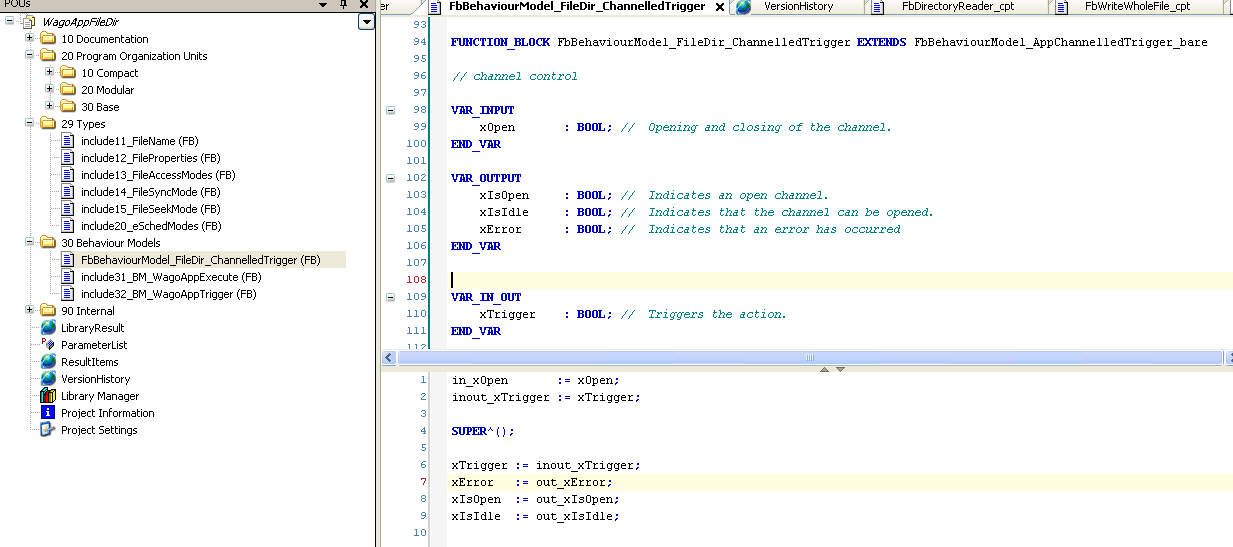 POUs
WagoAppFileDir
10 Documentation
20 Program Organization Units
10 Compact
20 Modular
30 Base
29 Types
include11_FileName (FB)
include12_FileProperties (FB)
include13_FileAccessModes (FB)
include14_FileSyncMode (FB)
include15_FileSeekMode (FB)
include20_eSchedModes (FB)
30 Behaviour Models
FbBehaviourModel_FileDir_ChannelledTrigger (FB)
include31_BM_WagoAppExecute (FB)
include32_BM_WagoAppTrigger (FB)
90 Internal
LibraryResult
ParameterList
ResultItems
VersionHistory
Library Manager
Project Information
Project Settings
er FbBehaviourModel_FileDir_ChannelledTrigger VersionHistory FbDirectoryReader_cpt FbWriteWholeFile_cpt
93
94 FUNCTION_BLOCK FbBehaviourModel_FileDir_ChannelledTrigger EXTENDS FbBehaviourModel_AppChannelledTrigger_bare
95
96 // channel control
97
98 VAR_INPUT
99 xOpen : BOOL; // Opening and closing of the channel.
100 END_VAR
101
102 VAR_OUTPUT
103 xIsOpen : BOOL; // Indicates an open channel.
104 xIsIdle : BOOL; // Indicates that the channel can be opened.
105 xError : BOOL; // Indicates that an error has occurred
106 END_VAR
107
108
109 VAR_IN_OUT
110 xTrigger : BOOL; // Triggers the action.
111 END_VAR
112
1 in_xOpen := xOpen;
2 inout_xTrigger := xTrigger;
3
4 SUPER^();
5
6 xTrigger := inout_xTrigger;
7 xError := out_xError;
8 xIsOpen := out_xIsOpen;
9 xIsIdle := out_xIsIdle;
10